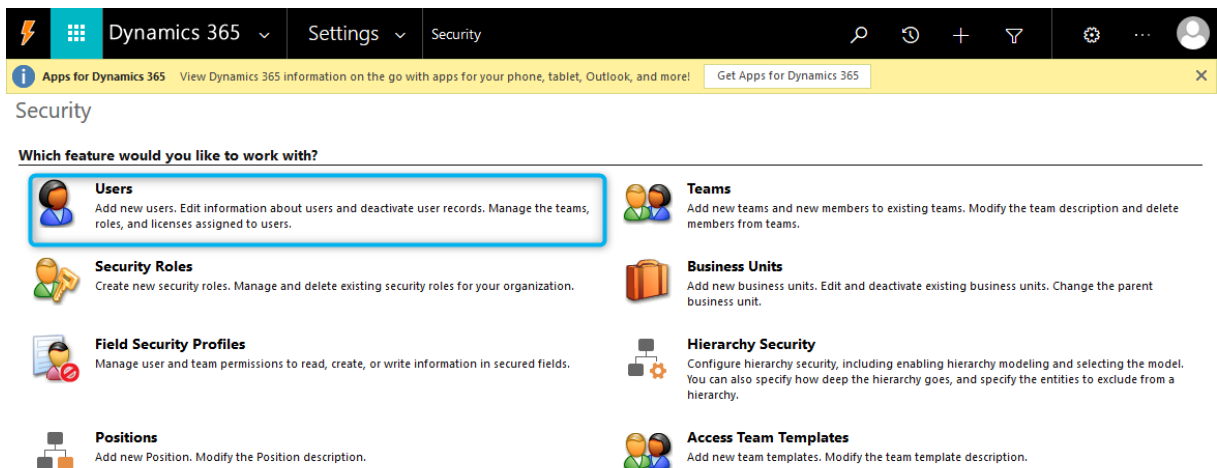 Dynamics 365 Settings Security
Apps for Dynamics 365 View Dynamics 365 information on the go with apps for your phone, tablet, Outlook, and more! Get Apps for Dynamics 365
Security
Which feature would you like to work with?
Users
Add new users. Edit information about users and deactivate user records. Manage the teams,
roles, and licenses assigned to users.
Teams
Add new teams and new members to existing teams. Modify the team description and delete
members from teams.
Security Roles
Create new security roles. Manage and delete existing security roles for your organization.
Business Units
Add new business units. Edit and deactivate existing business units. Change the parent
business unit.
Field Security Profiles
Manage user and team permissions to read, create, or write information in secured fields.
Hierarchy Security
Configure hierarchy security, including enabling hierarchy modeling and selecting the model.
You can also specify how deep the hierarchy goes, and specify the entities to exclude from a
hierarchy.
Positions
Add new Position. Modify the Position description.
Access Team Templates
Add new team templates. Modify the team template description.